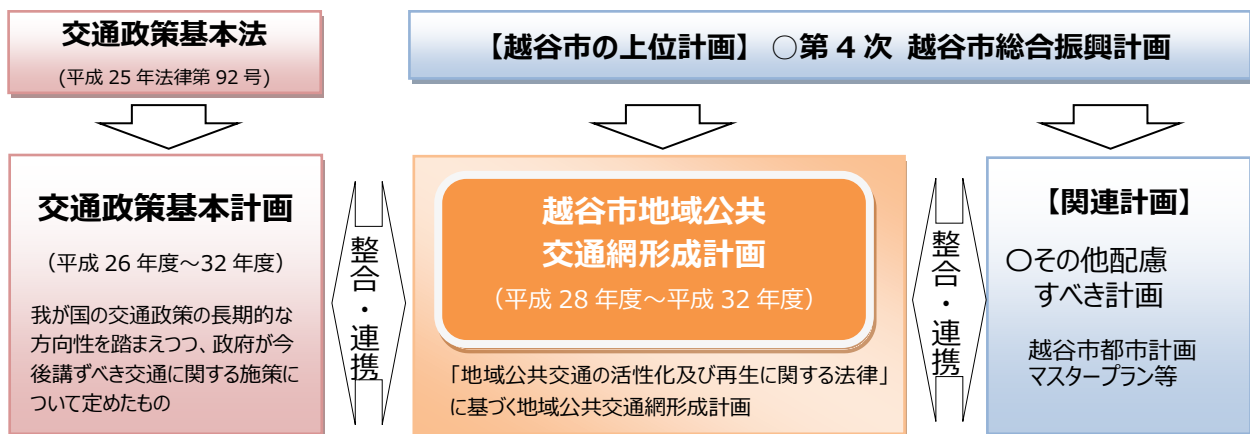 交通政策基本法
(平成 25 年法律第 92 号)
【越谷市の上位計画】 ○第 4 次 越谷市総合振興計画
交通政策基本計画
（平成 26 年度～32 年度）
我が国の交通政策の長期的な
方向性を踏まえつつ、政府が今
後講ずべき交通に関する施策に
ついて定めたもの
整合・連携
越谷市地域公共
交通網形成計画
（平成 28 年度～平成 32 年度）
「地域公共交通の活性化及び再生に関する法律」
に基づく地域公共交通網形成計画
整合・連携
【関連計画】
○その他配慮
すべき計画
越谷市都市計画
マスタープラン等